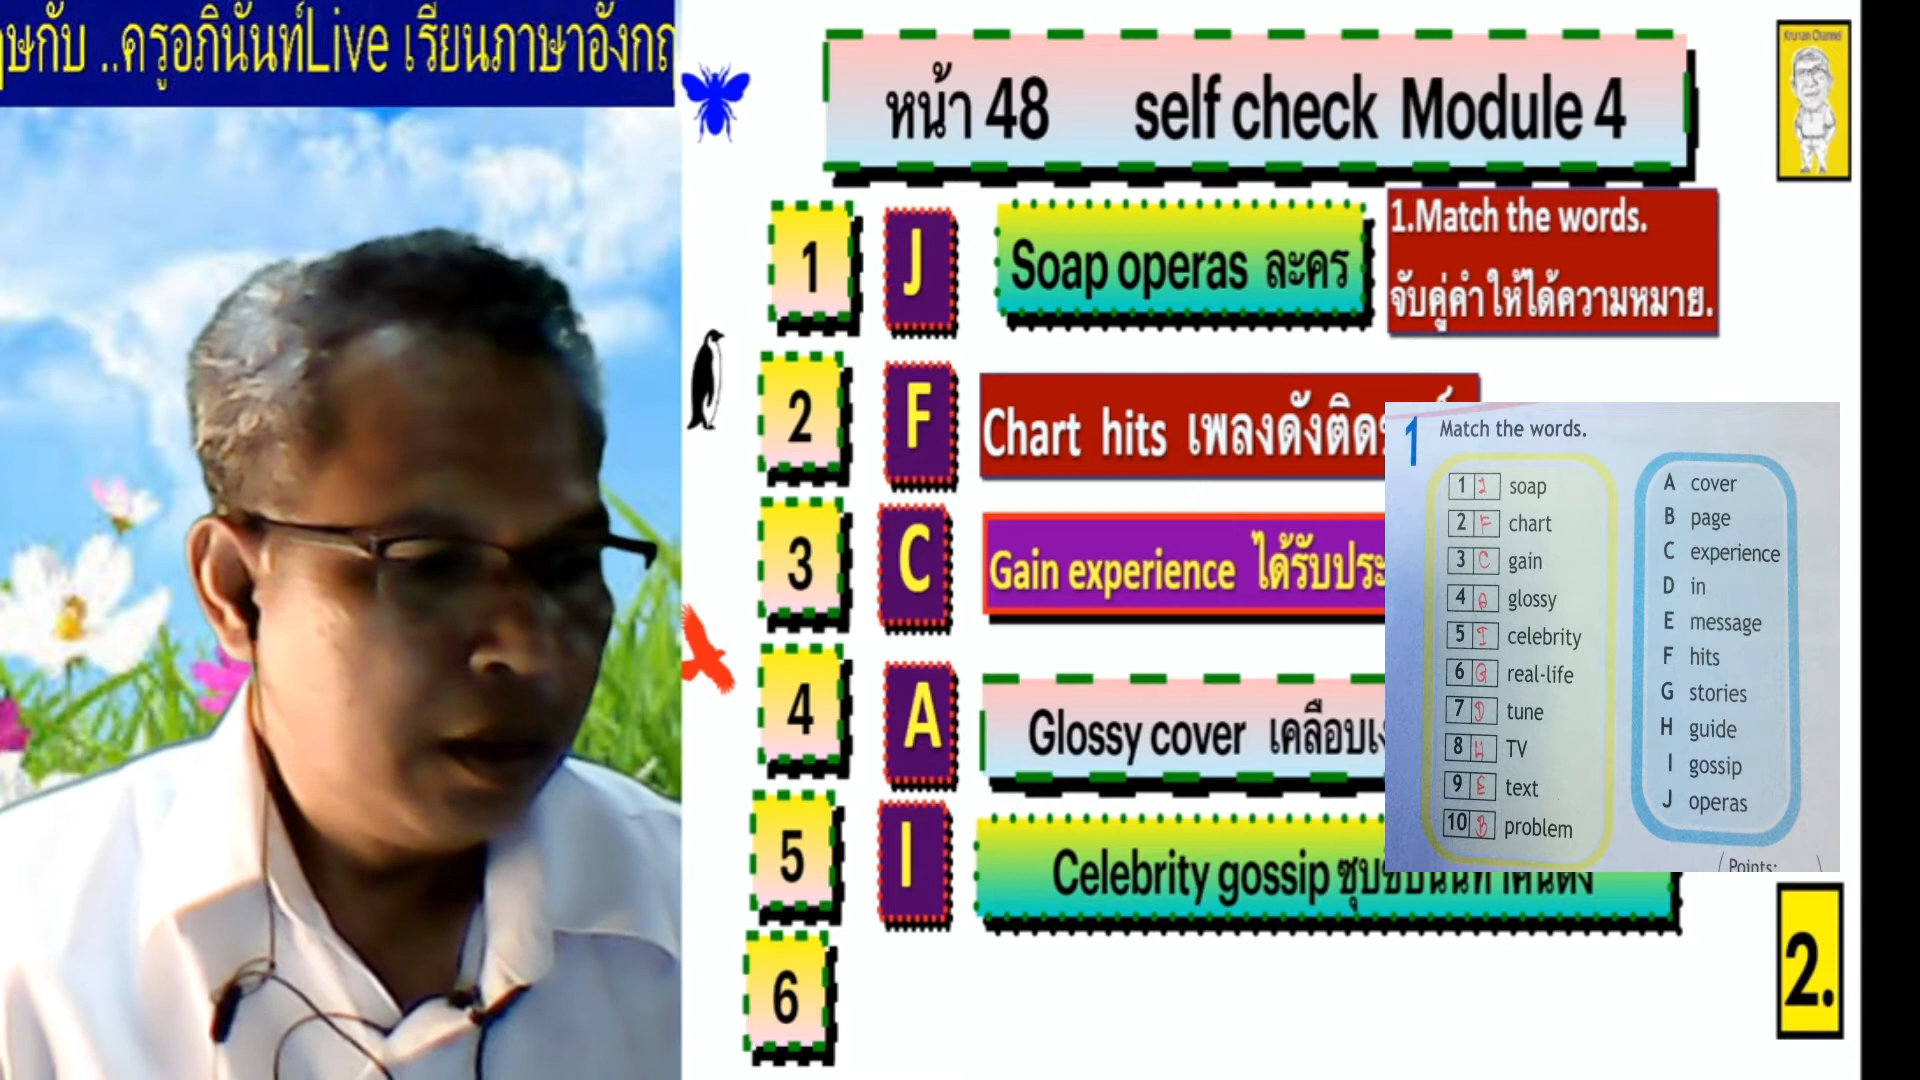 ..ครูอภินันท์Live เรียนภาษาอังกฤ
Krunan Channel
หน้า 48 self check Module 4
1 J Soap operas ละคร
1.Match the words.
จับคู่คำให้ได้ความหมาย.
2 F Chart hits เพลงดังติด
3 C Gain experience ได้รับประ
4 A Glossy cover เคลือบเ
5 I Celebrity gossip
6
1 Match the words.
1 J soap
2 F chart
3 C gain
4 A glossy
5 I celebrity
6 G real-life
7 D tune
8 H TV
9 E text
10 B problem
A cover
B page
C experience
D in
E message
F hits
G stories
H guide
I gossip
J operas
(Points: )
2.